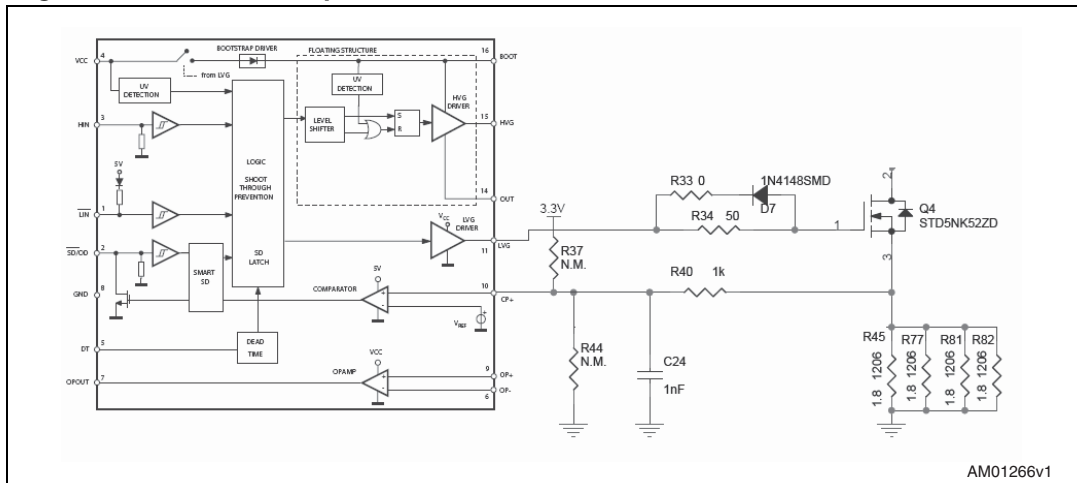 4
VCC
BOOTSTRAP DRIVER
FLOATING STRUCTURE
16
BOOT
from LVG
UV
DETECTION
UV
DETECTION
HVG
DRIVER
3
HIN
LEVEL
SHIFTER
S
R
15
HVG
5V
LOGIC
SHOOT
THROUGH
PREVENTION
14
OUT
1
LIN
VCC
LVG
DRIVER
11
LVG
2
SD/OD
SMART
SD
SD
LATCH
8
GND
COMPARATOR
5V
10
CP+
VREF
5
DT
DEAD
TIME
VCC
7
OPOUT
OPAMP
9
OP+
6
OP-
3.3V
R37
N.M.
R33 0
1N4148SMD
D7
R34 50
1
2
3
Q4
STD5NK52ZD
R40 1k
R44
N.M.
C24
1nF
R45
R77
R81
R82
1.8 1206
1.8 1206
1.8 1206
1.8 1206
AM01266v1